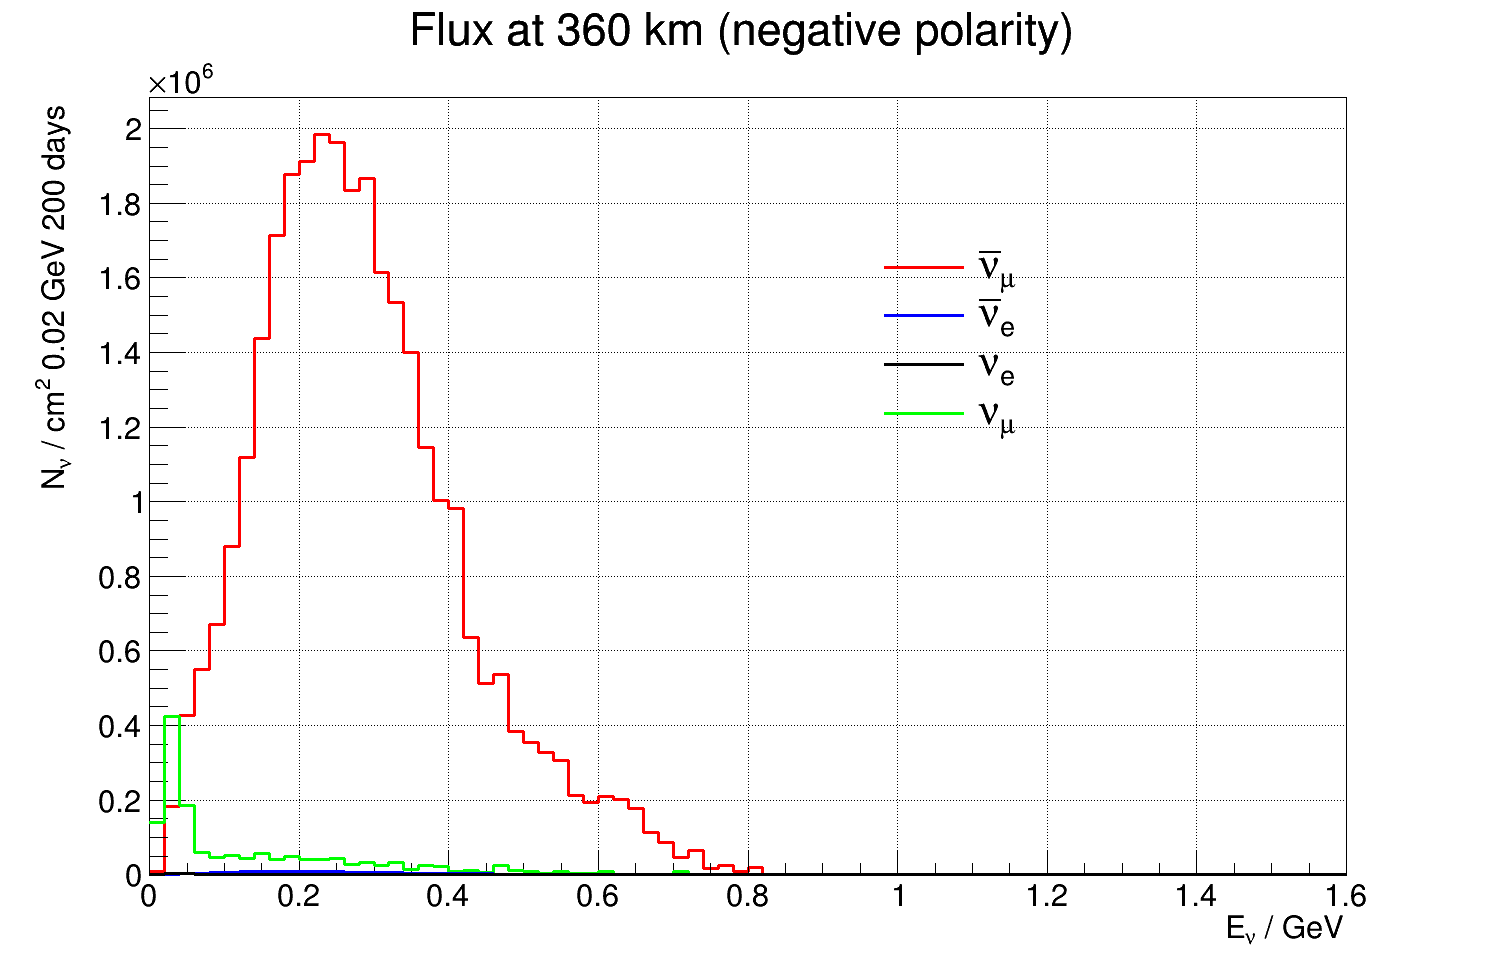 Flux at 360 km (negative polarity)
×10⁶
N_ν / cm² 0.02 GeV 200 days
2
1.8
1.6
1.4
1.2
1
0.8
0.6
0.4
0.2
0
0 0.2 0.4 0.6 0.8 1 1.2 1.4 1.6
E_ν / GeV
ν̅_μ
ν̅_e
ν_e
ν_μ